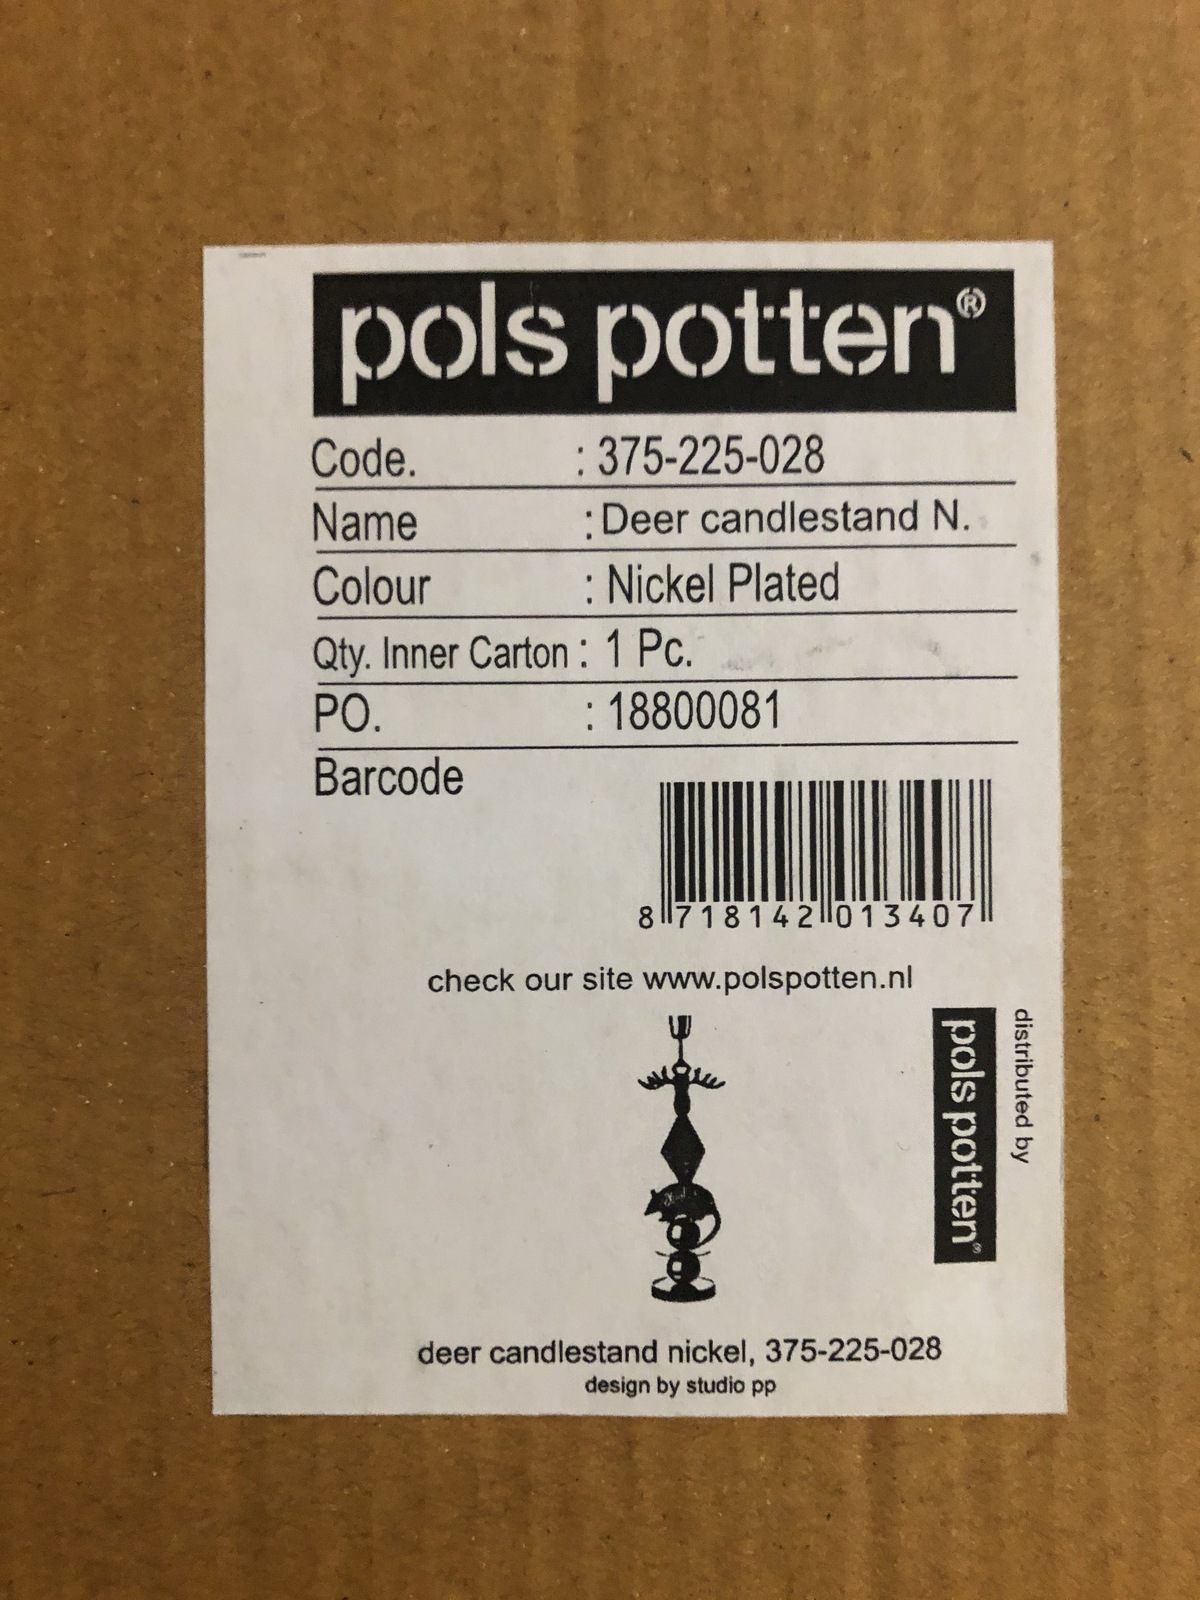 pols potten®
Code. : 375-225-028
Name : Deer candlestand N.
Colour : Nickel Plated
Qty. Inner Carton : 1 Pc.
PO. : 18800081
Barcode
8 718142 013407
check our site www.polspotten.nl
distributed by
pols potten®
deer candlestand nickel, 375-225-028
design by studio pp